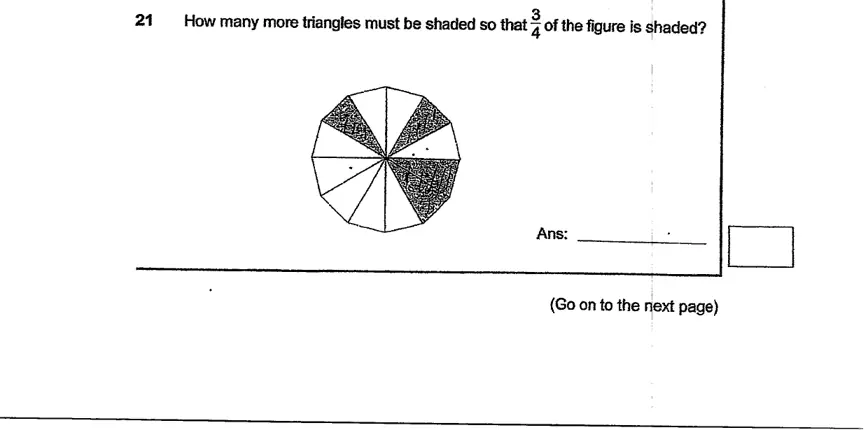 21 How many more triangles must be shaded so that 3/4 of the figure is shaded?
Ans:
(Go on to the next page)